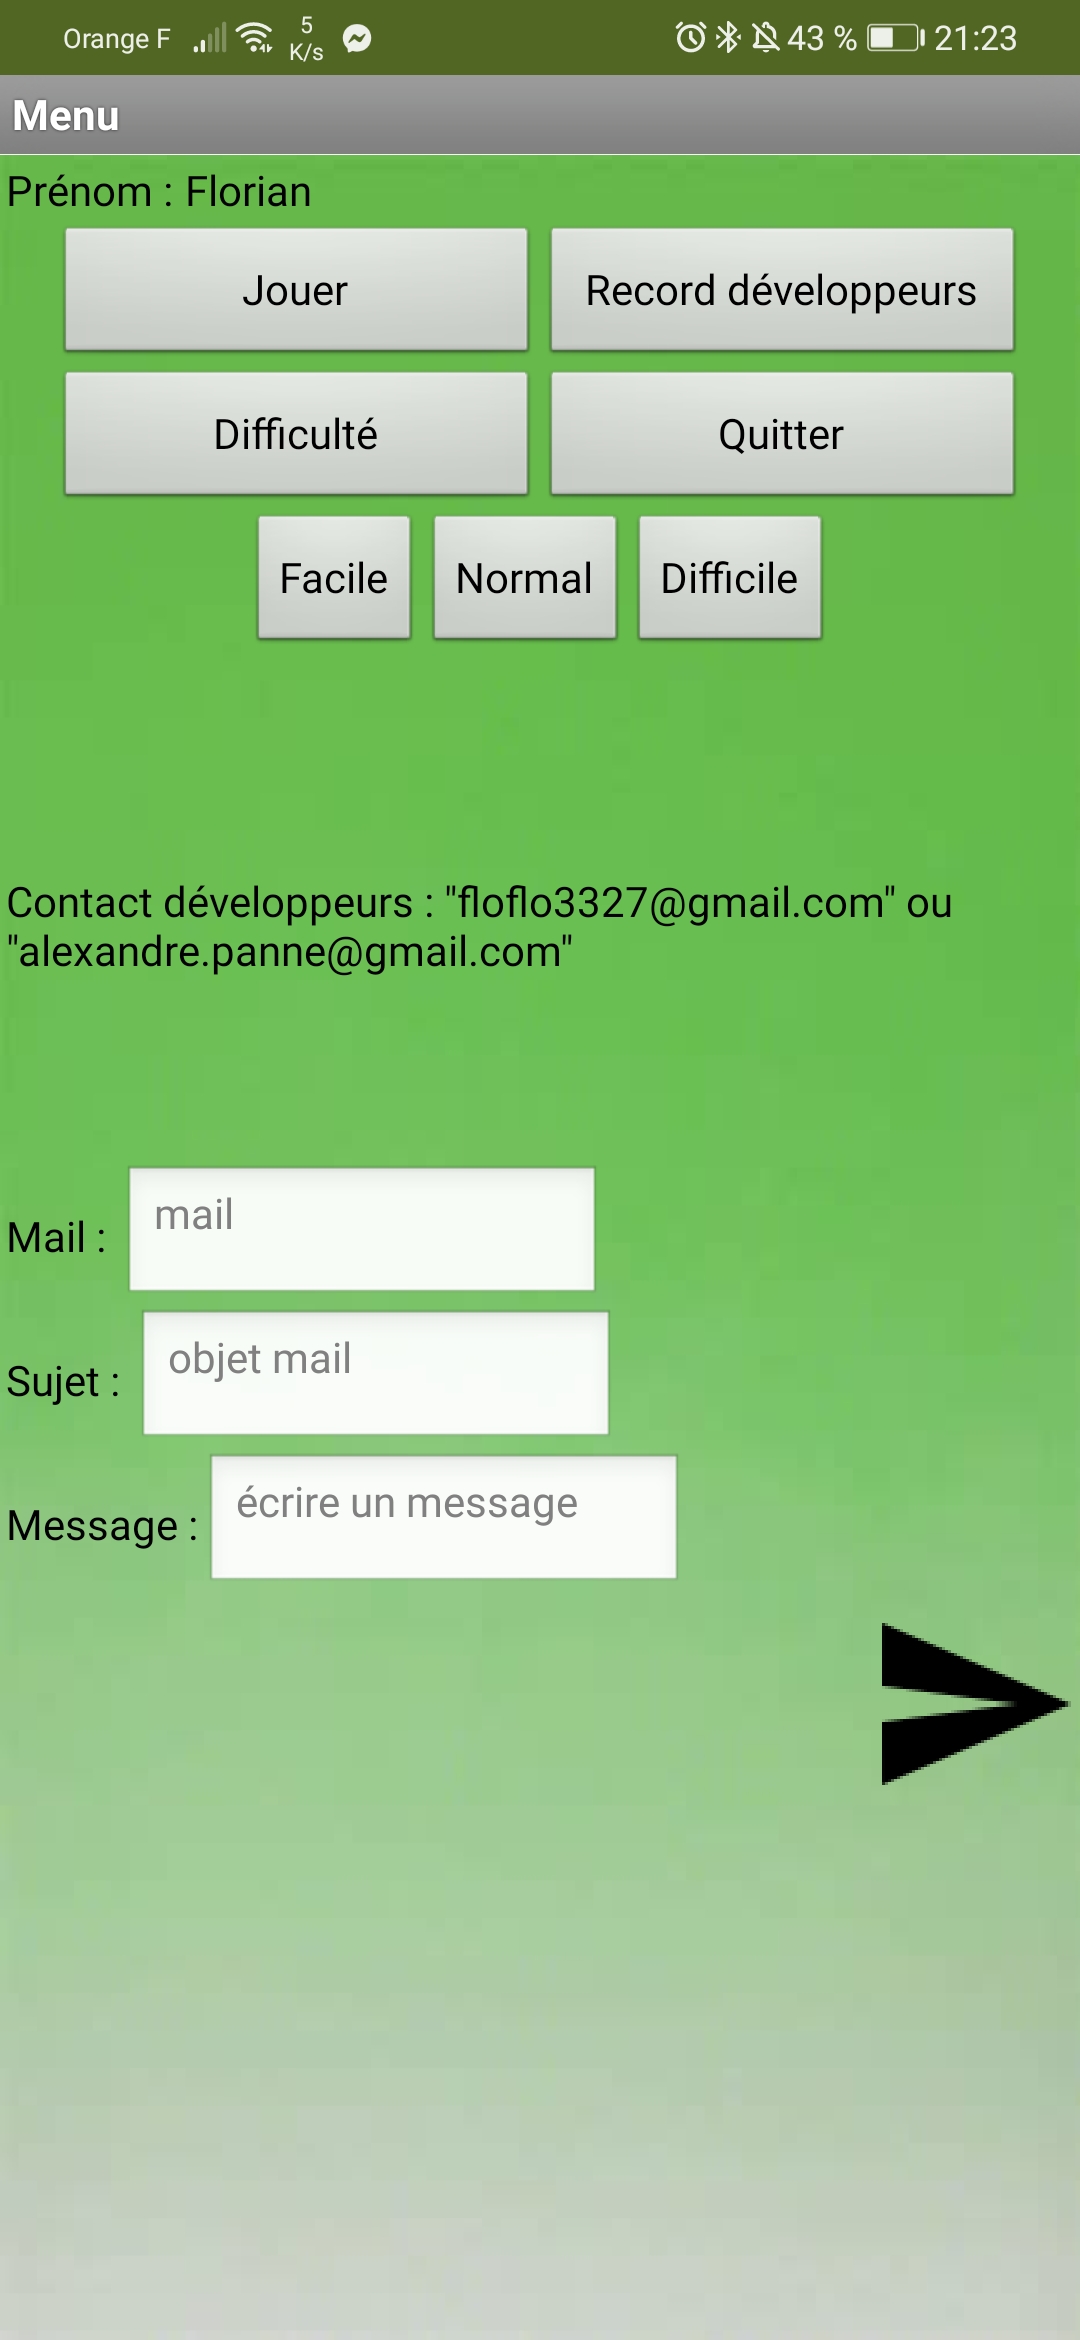 Orange F 5 K/s 43 % 21:23
Menu
Prénom : Florian
Jouer Record développeurs
Difficulté Quitter
Facile Normal Difficile
Contact développeurs : "floflo3327@gmail.com" ou
"alexandre.panne@gmail.com"
Mail : mail
Sujet : objet mail
Message : écrire un message